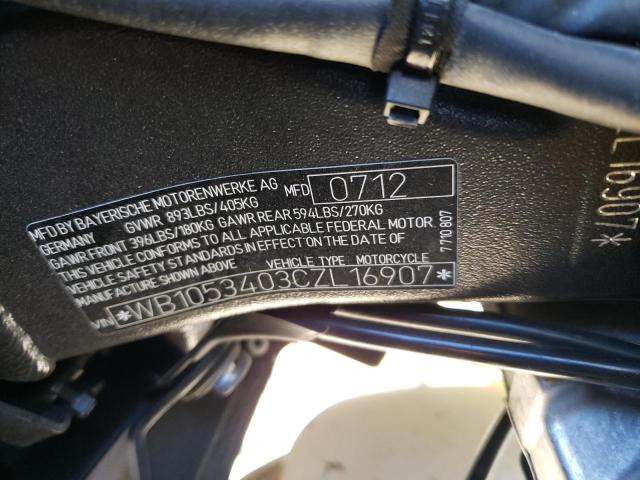 MFD BY BAYERISCHE MOTORENWERKE AG MFD 0712
GERMANY GVWR 893LBS/405KG
GAWR FRONT 396LBS/180KG GAWR REAR 594LBS/270KG
THIS VEHICLE CONFORMS TO ALL APPLICABLE FEDERAL MOTOR
VEHICLE SAFETY STANDARDS IN EFFECT ON THE DATE OF
MANUFACTURE SHOWN ABOVE.
VEHICLE TYPE MOTORCYCLE
VIN *WB1053403CZL16907*
7710807
L16907*